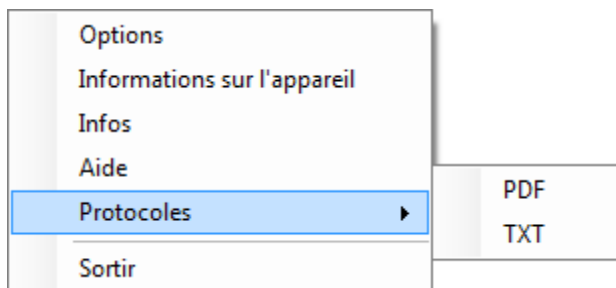 Options
Informations sur l'appareil
Infos
Aide
Protocoles
PDF
TXT
Sortir